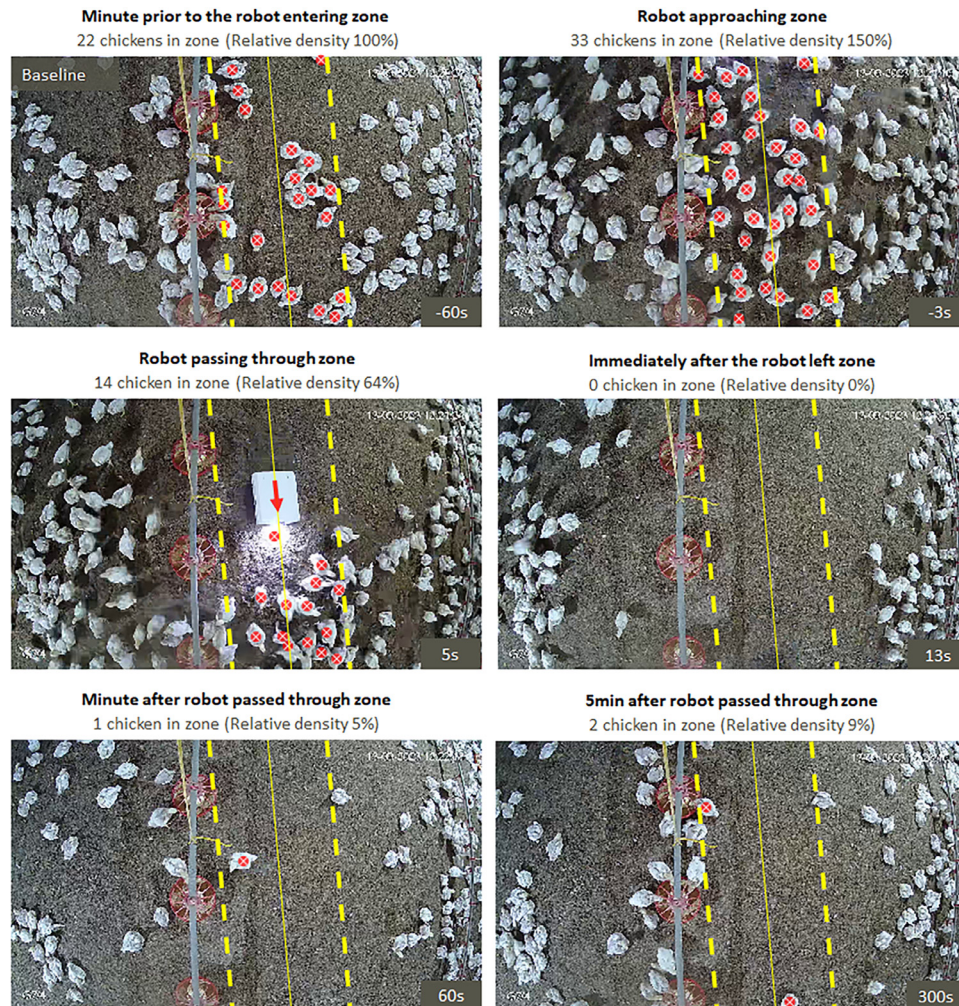 Minute prior to the robot entering zone
22 chickens in zone (Relative density 100%)
Baseline
-60s
Robot approaching zone
33 chickens in zone (Relative density 150%)
-3s
Robot passing through zone
14 chicken in zone (Relative density 64%)
5s
Immediately after the robot left zone
0 chicken in zone (Relative density 0%)
13s
Minute after robot passed through zone
1 chicken in zone (Relative density 5%)
60s
5min after robot passed through zone
2 chicken in zone (Relative density 9%)
300s